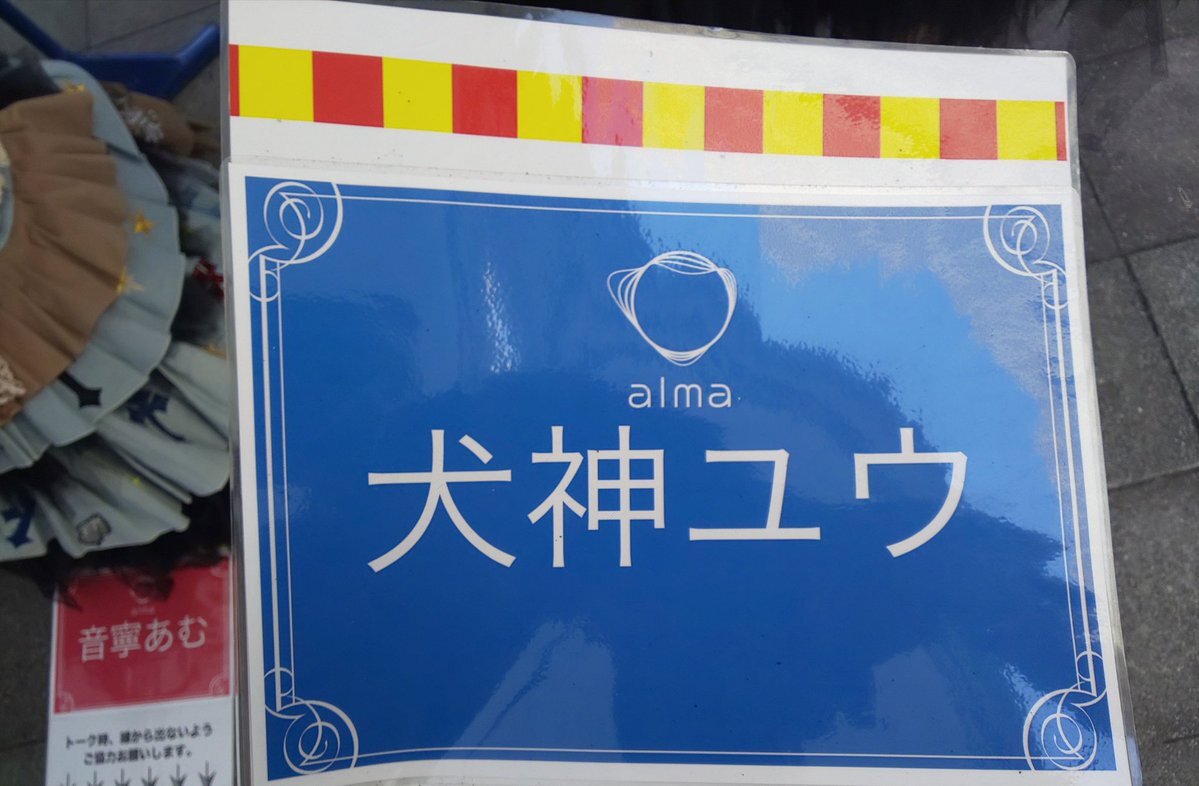 alma
犬神ユウ
alma
音寧あむ
トーク時、線から出ないよう
ご協力お願いします。